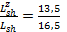 L^z_sh / L_sh = 13,5 / 16,5